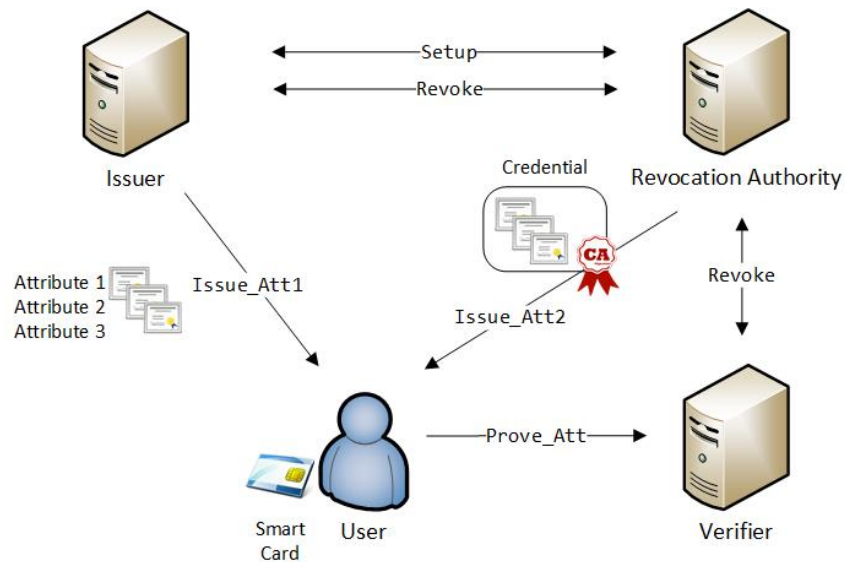 Setup
Revoke
Issuer
Credential
Revocation Authority
CA
Attribute 1
Attribute 2
Attribute 3
Issue_Att1
Issue_Att2
Revoke
Prove_Att
Smart
Card
User
Verifier